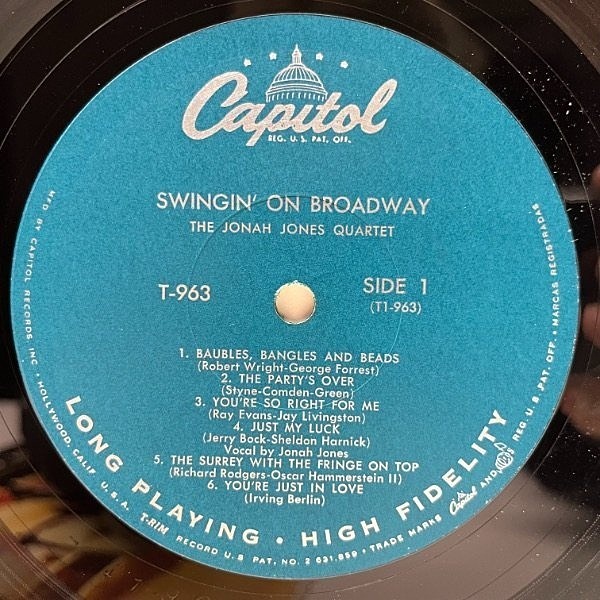 Capitol
REG. U.S. PAT. OFF.
SWINGIN' ON BROADWAY
THE JONAH JONES QUARTET
T-963
SIDE 1
(T1-963)
1. BAUBLES, BANGLES AND BEADS
(Robert Wright-George Forrest)
2. THE PARTY'S OVER
(Styne-Comden-Green)
3. YOU'RE SO RIGHT FOR ME
(Ray Evans-Jay Livingston)
4. JUST MY LUCK
(Jerry Bock-Sheldon Harnick)
Vocal by Jonah Jones
5. THE SURREY WITH THE FRINGE ON TOP
(Richard Rodgers-Oscar Hammerstein II)
6. YOU'RE JUST IN LOVE
(Irving Berlin)
LONG PLAYING • HIGH FIDELITY
MFD. BY CAPITOL RECORDS, INC. • HOLLYWOOD, CALIF. U.S.A. T-RIM RECORD U.S. PAT. NO. 2 631,859 • TRADE MARKS Capitol AND REG. U.S. PAT. OFF. • MARCAS REGISTRADAS